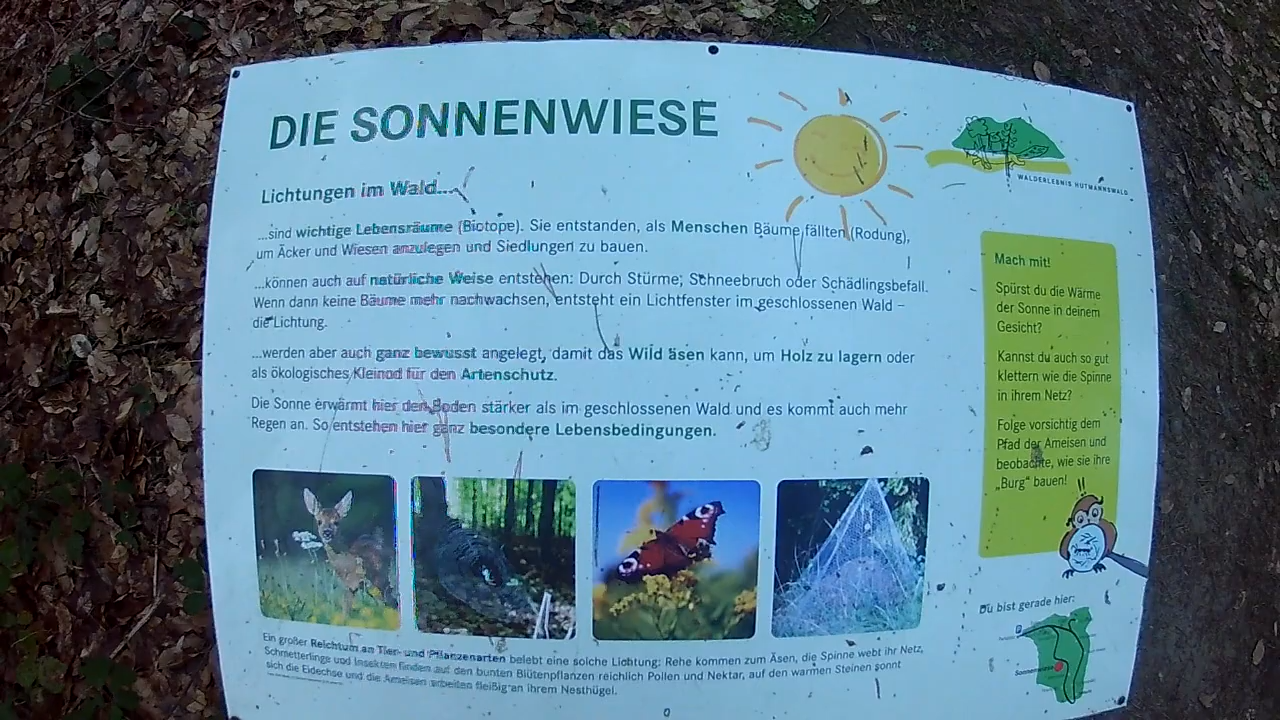 DIE SONNENWIESE
WALDERLEBNIS HUTMANNSWALD
Lichtungen im Wald...
...sind wichtige Lebensräume (Biotope). Sie entstanden, als Menschen Bäume fällten (Rodung),
um Äcker und Wiesen anzulegen und Siedlungen zu bauen.
...können auch auf natürliche Weise entstehen: Durch Stürme, Schneebruch oder Schädlingsbefall.
Wenn dann keine Bäume mehr nachwachsen, entsteht ein Lichtfenster im geschlossenen Wald –
die Lichtung.
...werden aber auch ganz bewusst angelegt, damit das Wild äsen kann, um Holz zu lagern oder
als ökologisches Kleinod für den Artenschutz.
Die Sonne erwärmt hier den Boden stärker als im geschlossenen Wald und es kommt auch mehr
Regen an. So entstehen hier ganz besondere Lebensbedingungen.
Ein großer Reichtum an Tier- und Pflanzenarten belebt eine solche Lichtung: Rehe kommen zum Äsen, die Spinne webt ihr Netz,
Schmetterlinge und Insekten finden auf den bunten Blütenpflanzen reichlich Pollen und Nektar, auf den warmen Steinen sonnt
sich die Eidechse und die Ameisen arbeiten fleißig an ihrem Nesthügel.
Mach mit!
Spürst du die Wärme
der Sonne in deinem
Gesicht?
Kannst du auch so gut
klettern wie die Spinne
in ihrem Netz?
Folge vorsichtig dem
Pfad der Ameisen und
beobachte, wie sie ihre
„Burg" bauen!
Du bist gerade hier:
Sonnenwiese